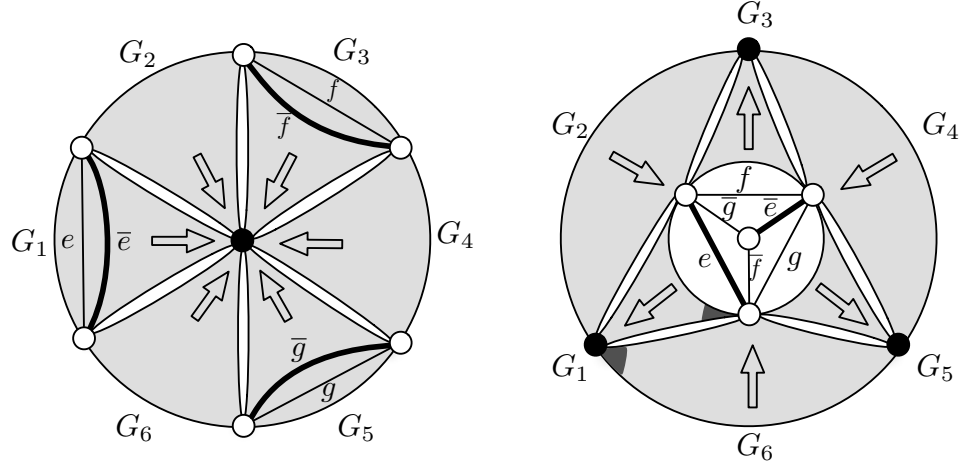 G₃
G₂ G₃
f
f̅
G₂ G₄
f
g̅ e̅
G₁ e e̅ G₄
e f̅ g
g̅
g
G₁ G₅
G₆ G₅
G₆